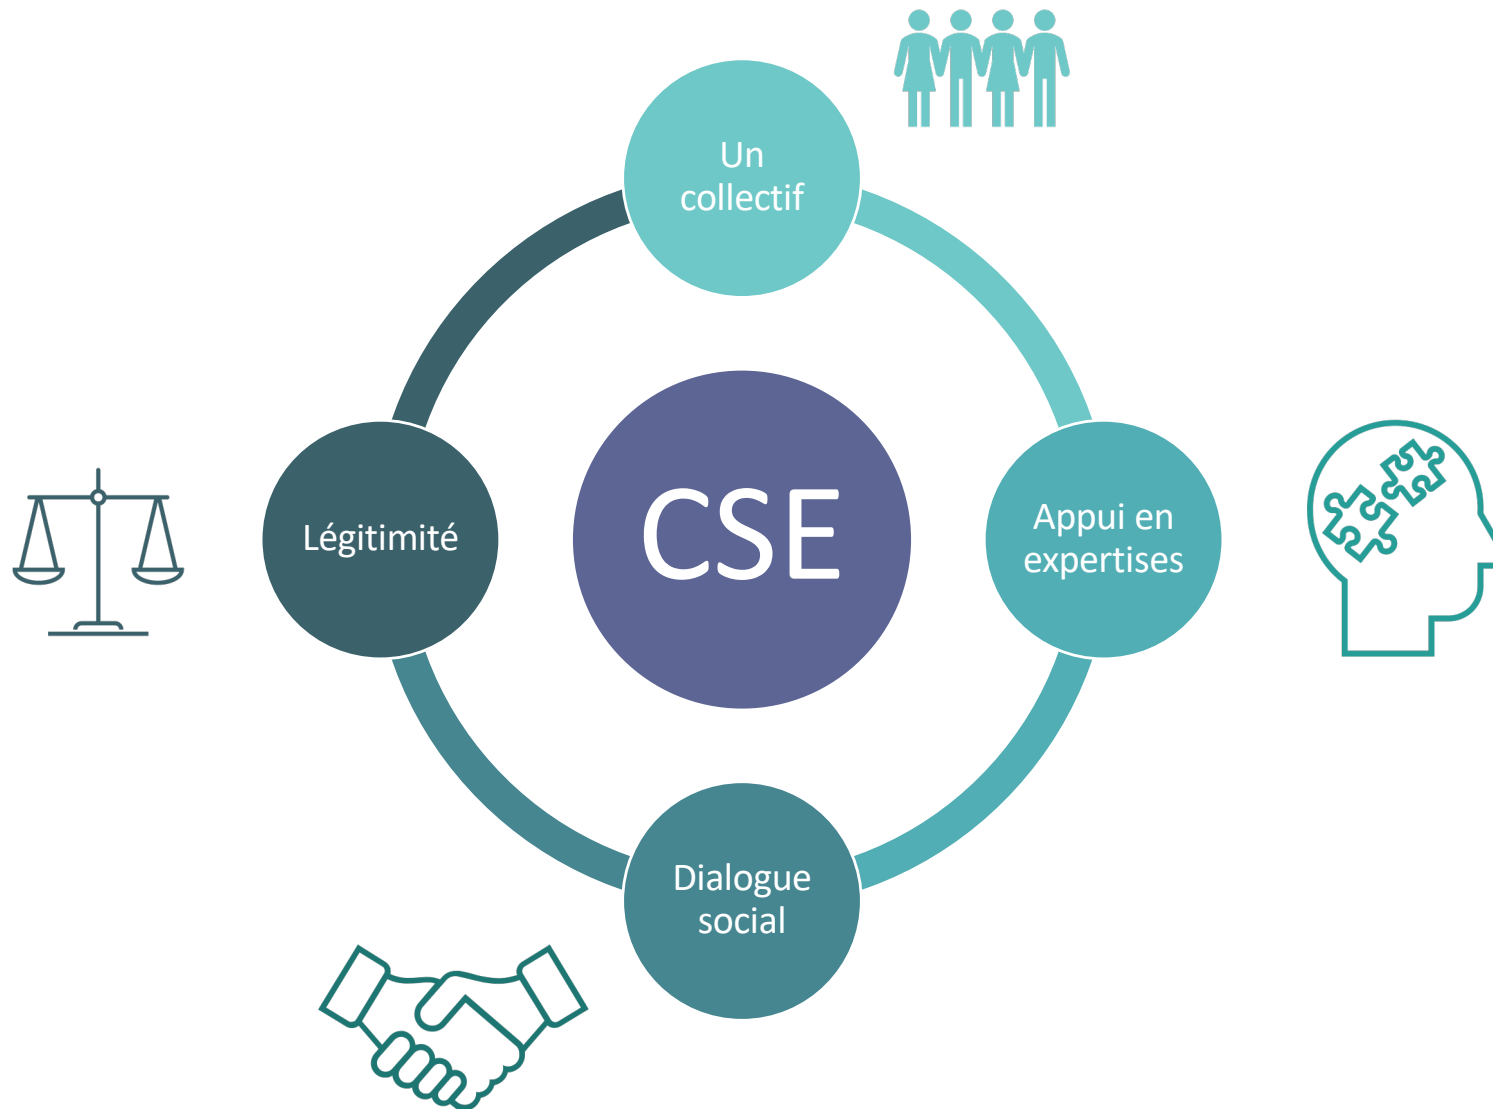 Un
collectif
Légitimité
CSE
Appui en
expertises
Dialogue
social